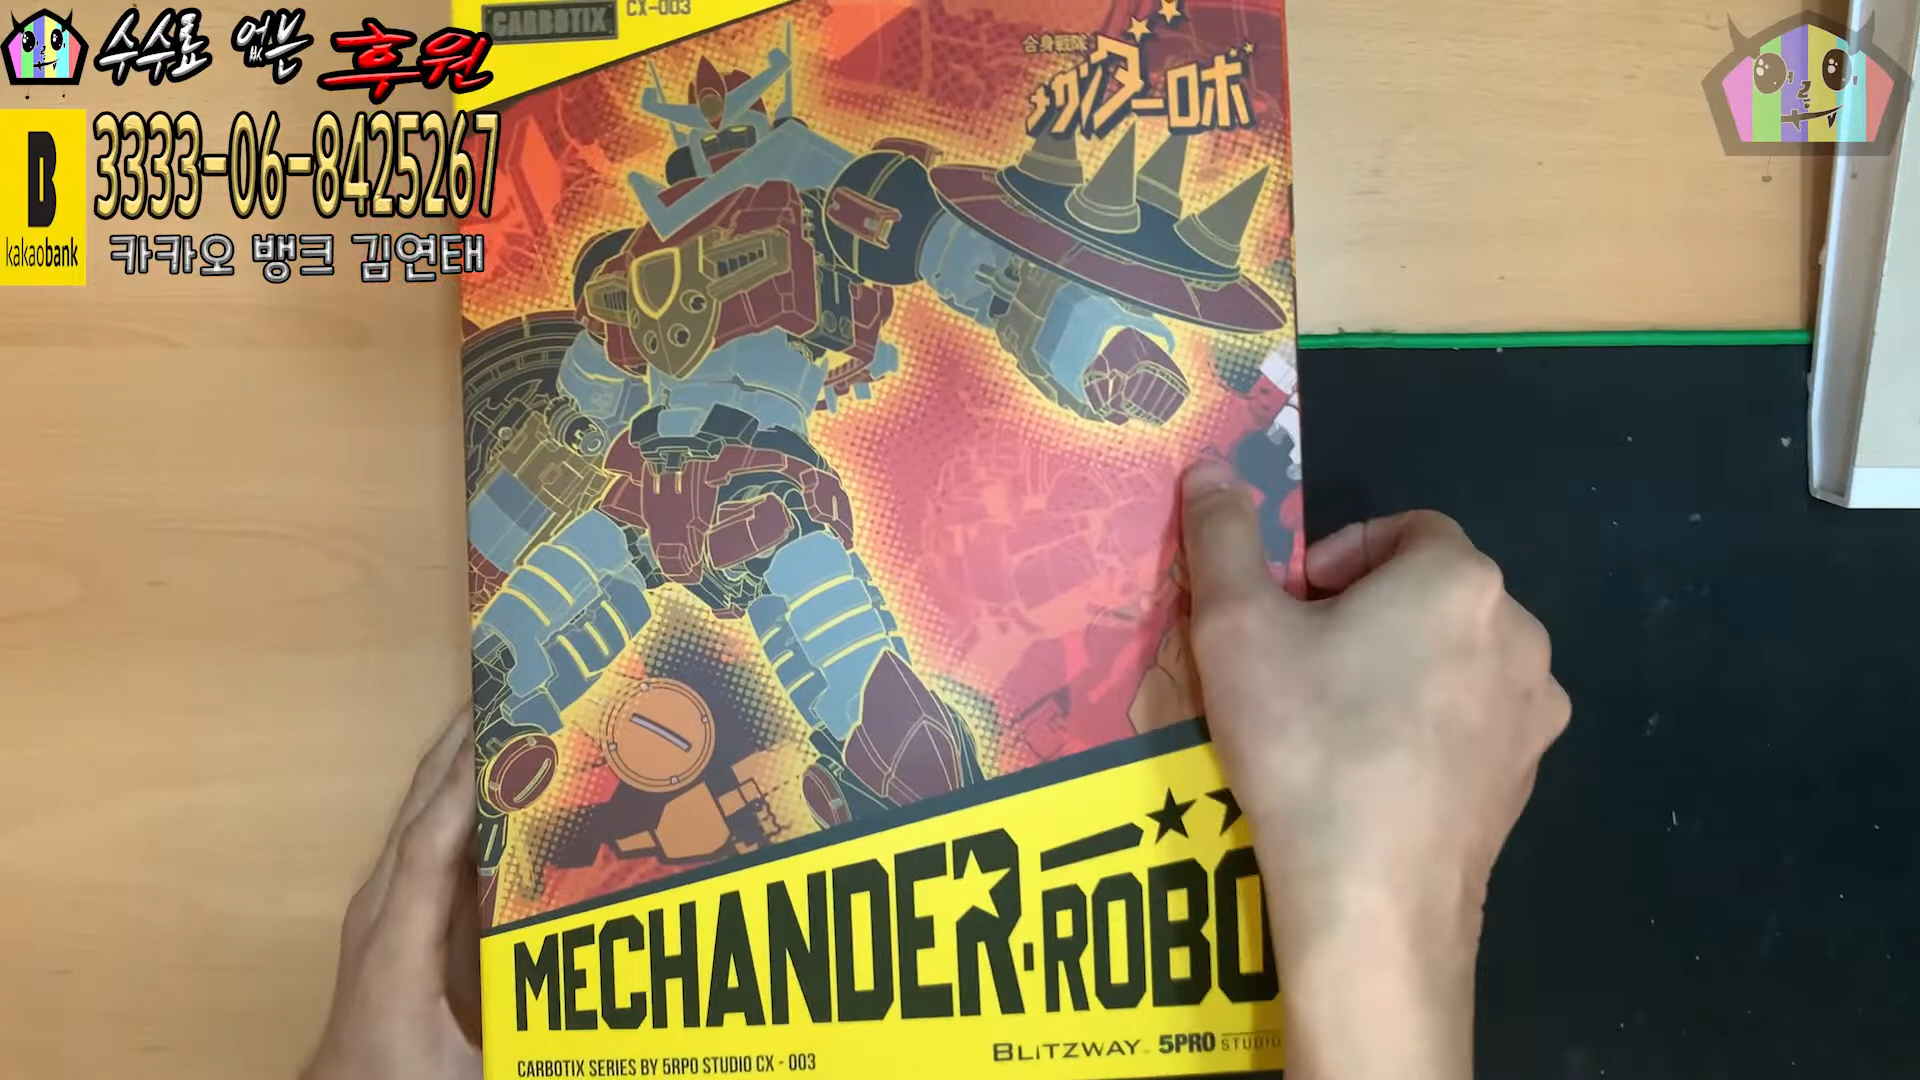 수수료 없는 후원
3333-06-8425267
kakaobank
카카오 뱅크 김연태
CARBOTIX
CX-003
合身戦隊
メカンダーロボ
MECHANDER·ROBO
CARBOTIX SERIES BY 5RPO STUDIO CX - 003
BLITZWAY 5PRO STUDIO